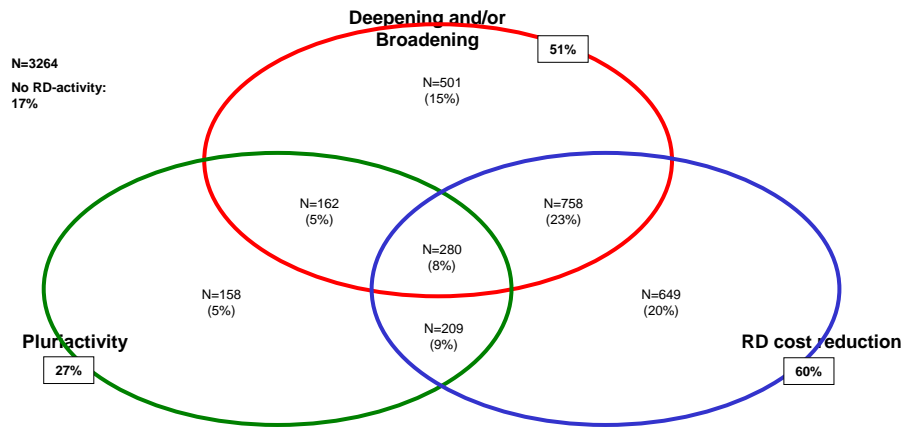 Deepening and/or
Broadening
51%
N=3264
No RD-activity:
17%
N=501
(15%)
N=162
(5%)
N=758
(23%)
N=280
(8%)
N=158
(5%)
N=649
(20%)
N=209
(9%)
Pluriactivity
27%
RD cost reduction
60%